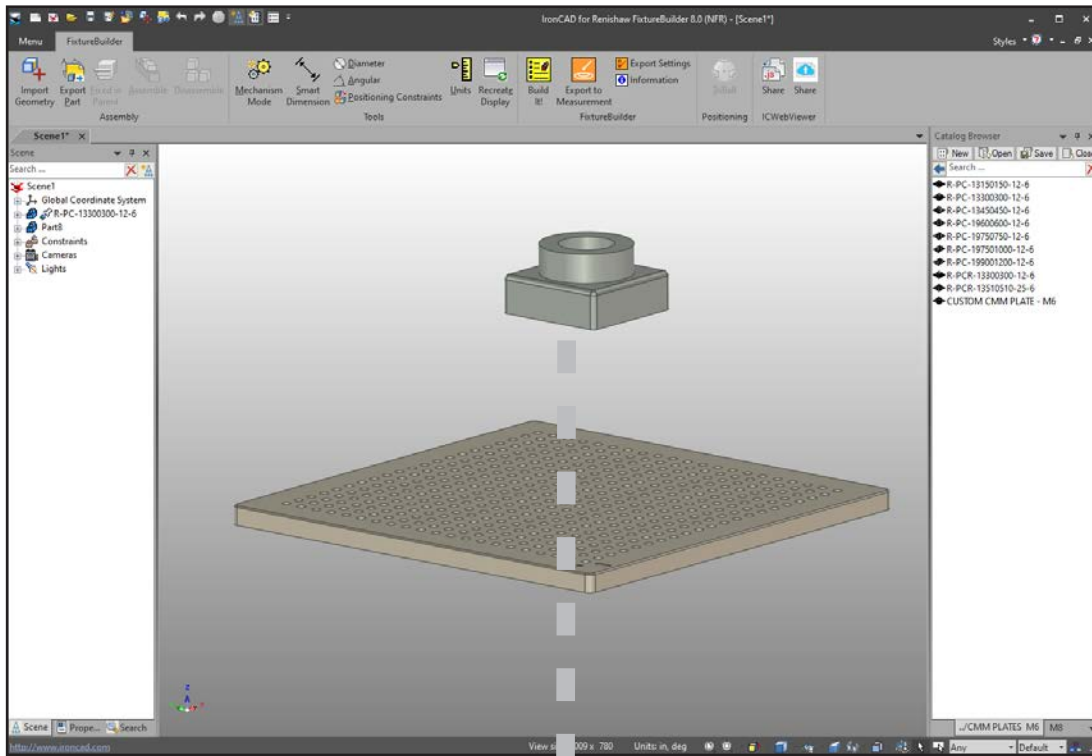 IronCAD for Renishaw FixtureBuilder 8.0 (NFR) - [Scene1*]
Menu
FixtureBuilder
Styles
Import Geometry
Export Part
Assemble
Disassemble
Assembly
Mechanism Mode
Smart Dimension
Diameter
Angular
Positioning Constraints
Tools
Units
Recreate Display
Build It!
Export to Measurement
Export Settings
Information
FixtureBuilder
Positioning
Share
Share
ICWebViewer
Scene1*
Scene
Search ...
Scene1
Global Coordinate System
R-PC-13300300-12-6
Part8
Constraints
Cameras
Lights
Catalog Browser
New
Open
Save
Close
Search ...
R-PC-13150150-12-6
R-PC-13300300-12-6
R-PC-13450450-12-6
R-PC-19600600-12-6
R-PC-19750750-12-6
R-PC-197501000-12-6
R-PC-199001200-12-6
R-PCR-13300300-12-6
R-PCR-13510510-25-6
CUSTOM CMM PLATE - M6
Z
Scene
Prope...
Search
../CMM PLATES M6
M8
http://www.ironcad.com
View si
009 x 780
Units: in, deg
Any
Default